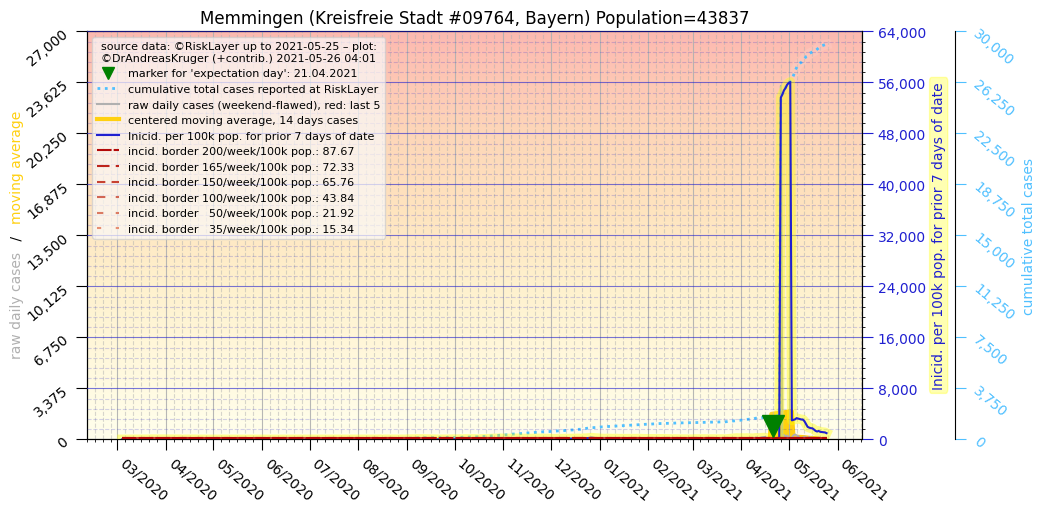 Memmingen (Kreisfreie Stadt #09764, Bayern) Population=43837
source data: ©RiskLayer up to 2021-05-25 – plot:
©DrAndreasKruger (+contrib.) 2021-05-26 04:01
marker for 'expectation day': 21.04.2021
cumulative total cases reported at RiskLayer
raw daily cases (weekend-flawed), red: last 5
centered moving average, 14 days cases
Inicid. per 100k pop. for prior 7 days of date
incid. border 200/week/100k pop.: 87.67
incid. border 165/week/100k pop.: 72.33
incid. border 150/week/100k pop.: 65.76
incid. border 100/week/100k pop.: 43.84
incid. border   50/week/100k pop.: 21.92
incid. border   35/week/100k pop.: 15.34
raw daily cases / moving average
27,000
23,625
20,250
16,875
13,500
10,125
6,750
3,375
0
64,000
56,000
48,000
40,000
32,000
24,000
16,000
8,000
0
Inicid. per 100k pop. for prior 7 days of date
30,000
26,250
22,500
18,750
15,000
11,250
7,500
3,750
0
cumulative total cases
03/2020
04/2020
05/2020
06/2020
07/2020
08/2020
09/2020
10/2020
11/2020
12/2020
01/2021
02/2021
03/2021
04/2021
05/2021
06/2021